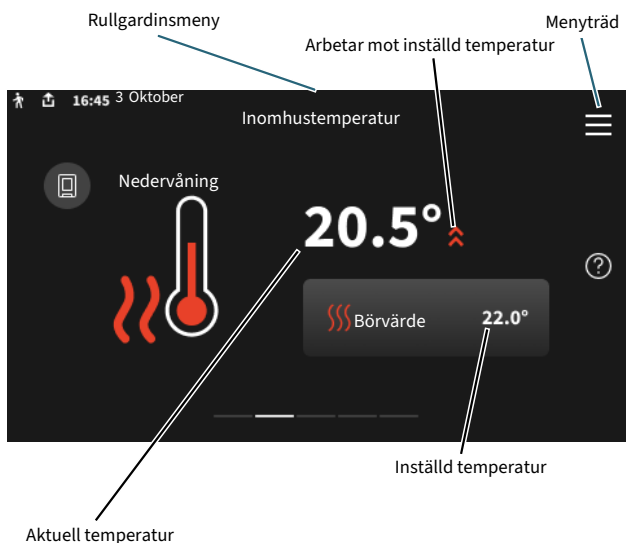 Rullgardinsmeny
Menyträd
Arbetar mot inställd temperatur
16:45 3 Oktober
Inomhustemperatur
Nedervåning
20.5°
Börvärde 22.0°
Inställd temperatur
Aktuell temperatur